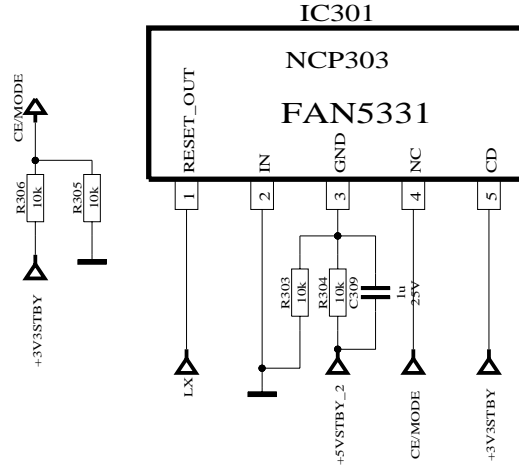 IC301
NCP303
FAN5331
RESET_OUT
IN
GND
NC
CD
1
2
3
4
5
CE/MODE
R306
10k
R305
10k
+3V3STBY
R303
10k
R304
10k
C309
1u
25V
LX
+5VSTBY_2
CE/MODE
+3V3STBY